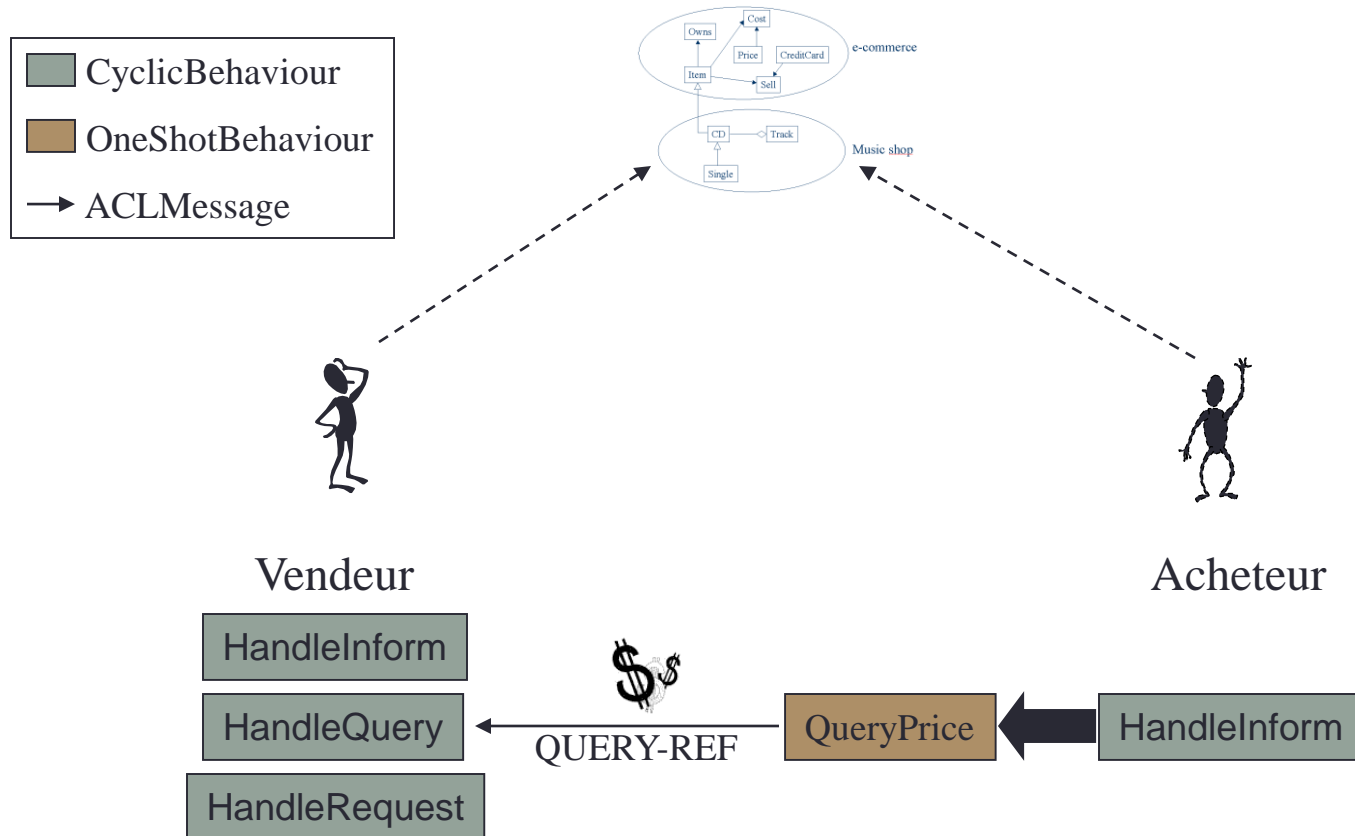 CyclicBehaviour
OneShotBehaviour
ACLMessage
Cost
Owns
e-commerce
Price
CreditCard
Item
Sell
CD
Track
Music shop
Single
Vendeur
Acheteur
HandleInform
$ $
HandleQuery
QUERY-REF
QueryPrice
HandleInform
HandleRequest